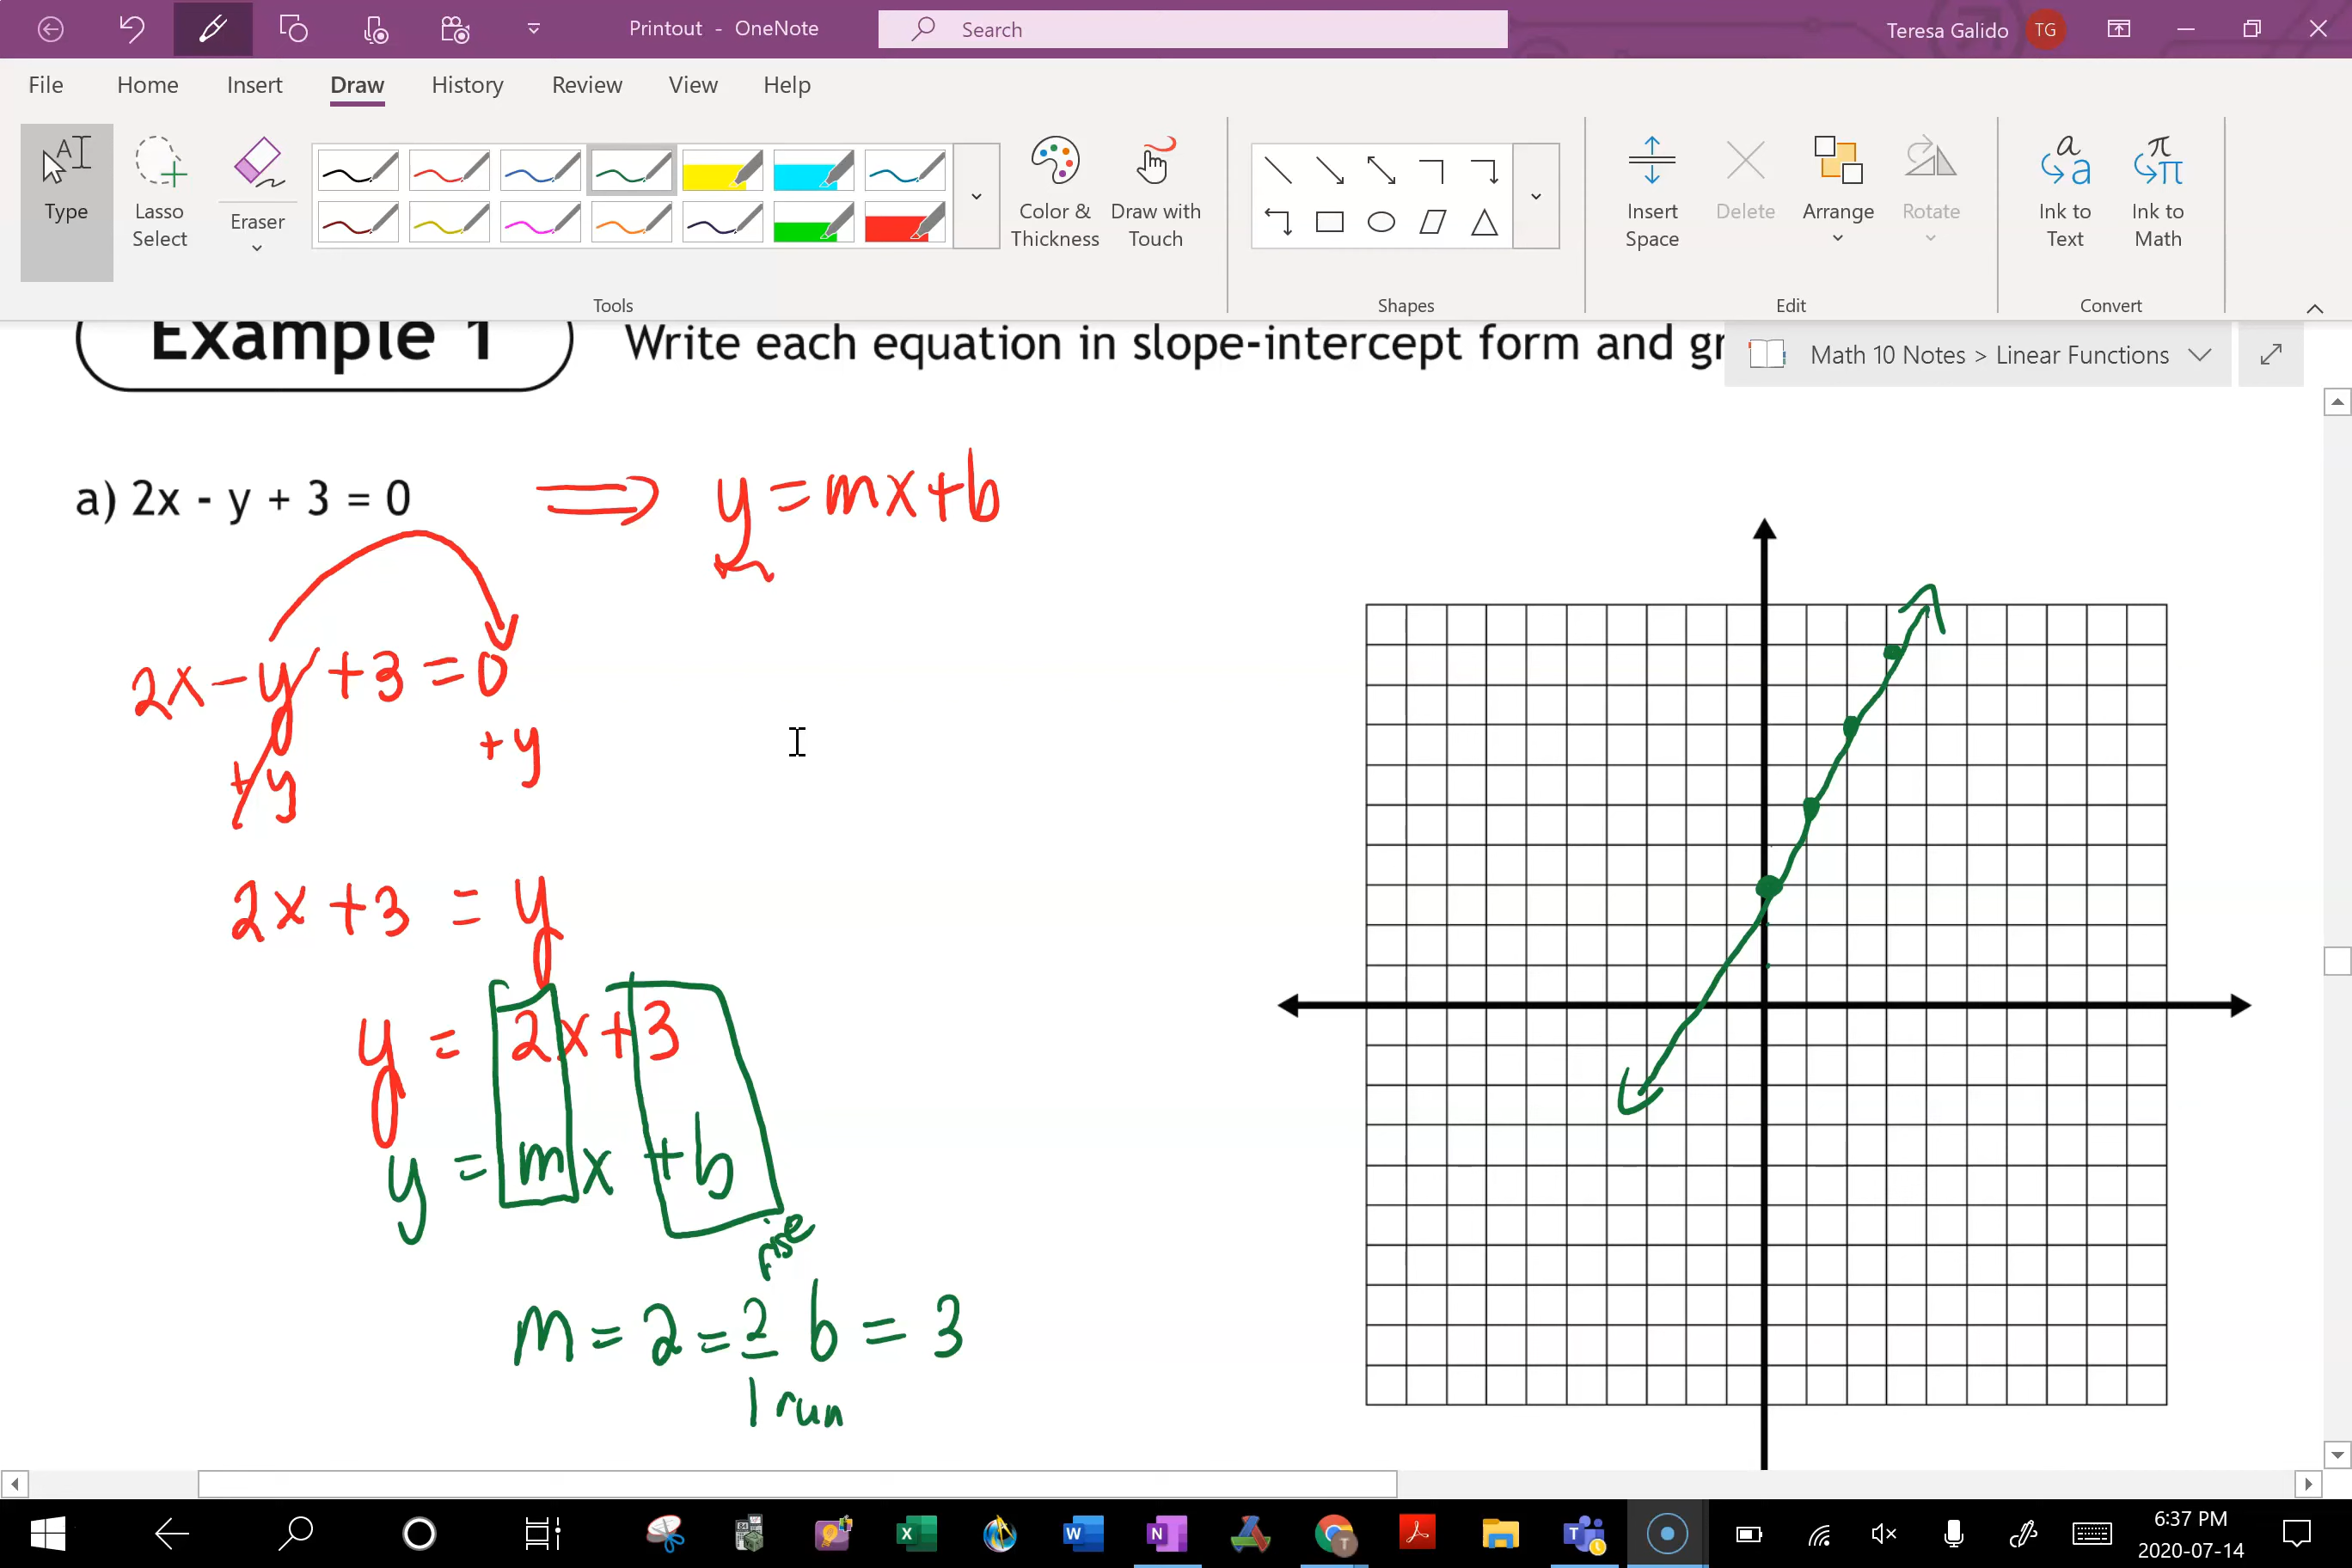 Printout - OneNote
Search
Teresa Galido TG
File Home Insert Draw History Review View Help
Type
Lasso Select
Eraser
Color & Thickness
Draw with Touch
Insert Space
Delete
Arrange
Rotate
Ink to Text
Ink to Math
Tools Shapes Edit Convert
Example 1 Write each equation in slope-intercept form and gr
Math 10 Notes > Linear Functions
a) 2x - y + 3 = 0 ⟹ y = mx+b
2x - y + 3 = 0
+y +y
2x + 3 = y
y = 2x + 3
y = mx + b
rise
m = 2 = 2 b = 3
1 run
6:37 PM
2020-07-14